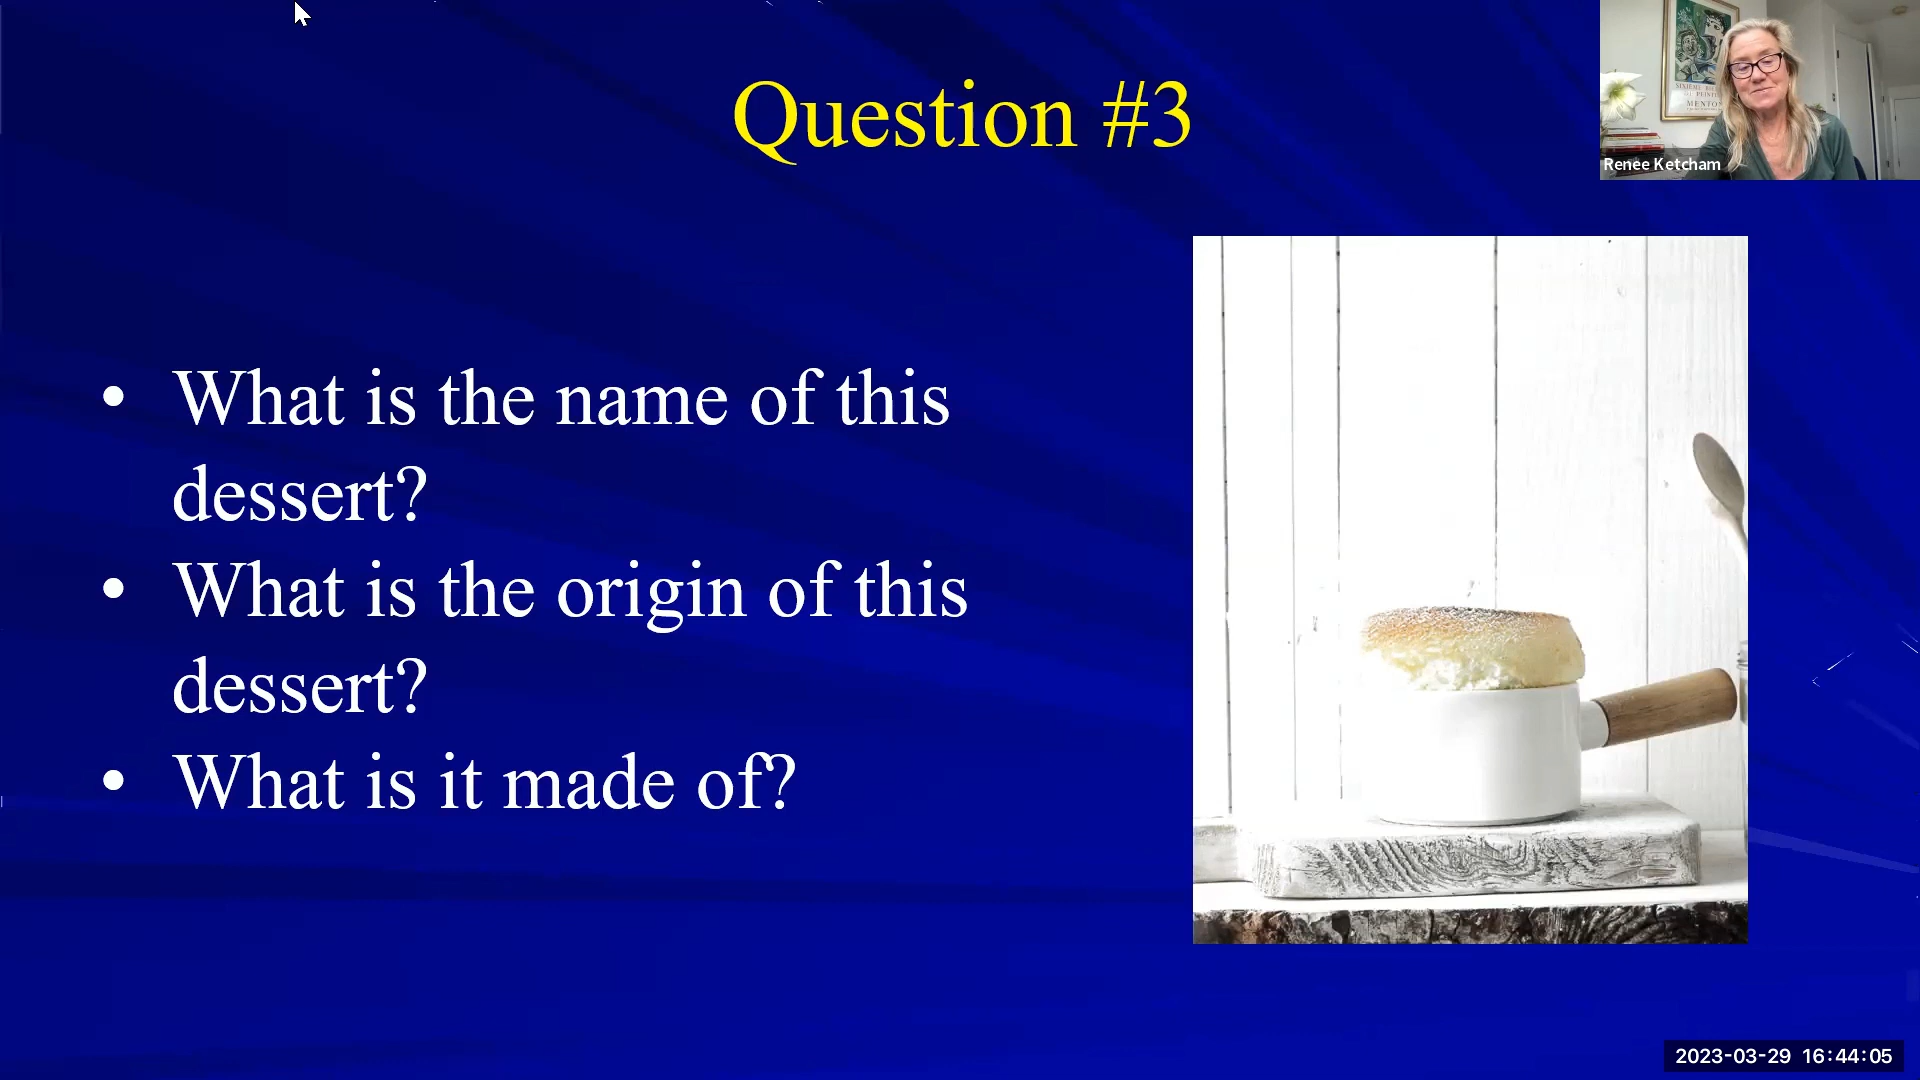 Question #3
Renee Ketcham
MENTON
• What is the name of this
dessert?
• What is the origin of this
dessert?
• What is it made of?
2023-03-29 16:44:05